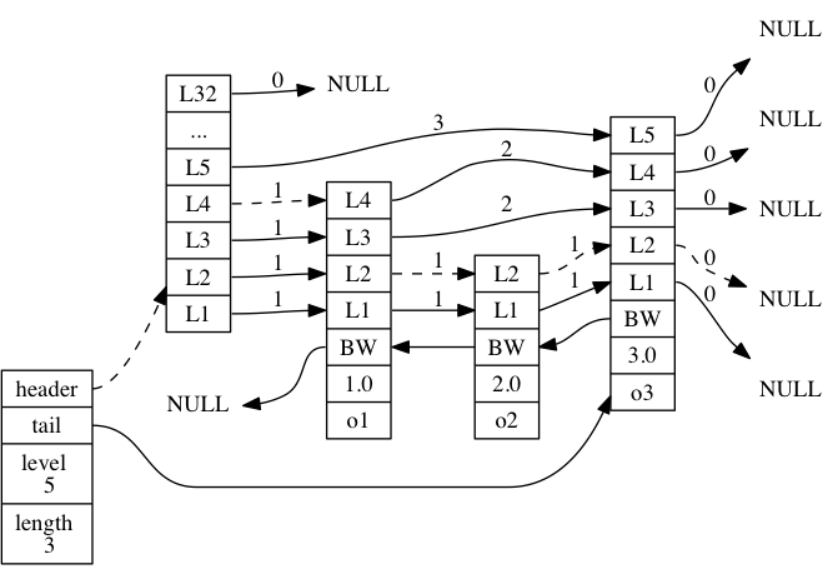 NULL
L32
0
NULL
...
L5
3
L4
1
L3
1
L2
1
L1
1
L4
2
L3
2
L2
1
L1
1
BW
1.0
o1
NULL
L2
1
L1
1
BW
2.0
o2
L5
0
L4
0
NULL
L3
0
NULL
L2
0
NULL
L1
0
NULL
BW
3.0
o3
header
tail
level
5
length
3